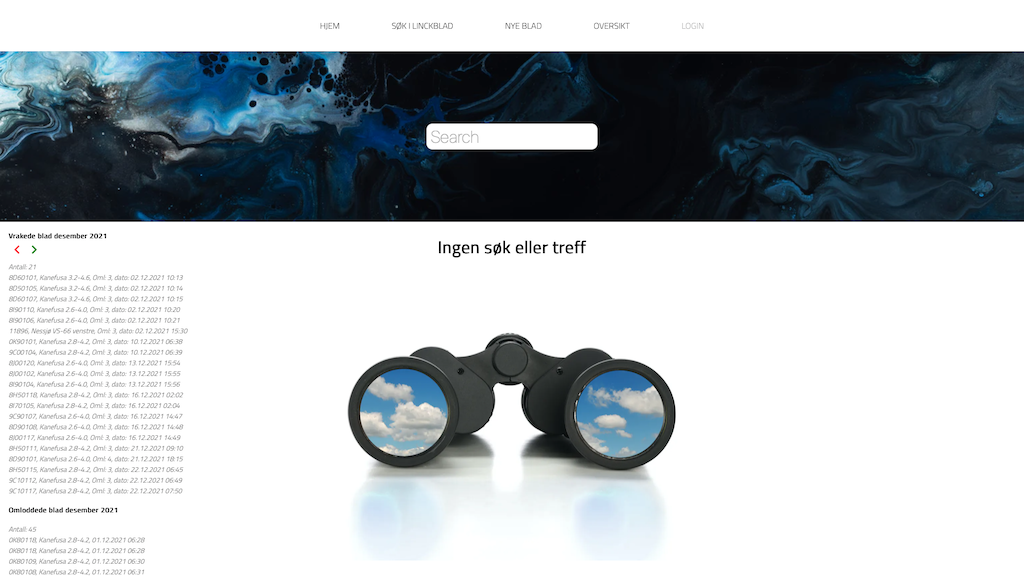 HJEM SØK I LINCKBLAD NYE BLAD OVERSIKT LOGIN
Search
Vrakede blad desember 2021
Ingen søk eller treff
Antall: 21
8D60101, Kanefusa 3.2-4.6, Oml: 3, dato: 02.12.2021 10:13
8D50105, Kanefusa 3.2-4.6, Oml: 3, dato: 02.12.2021 10:14
8D60107, Kanefusa 3.2-4.6, Oml: 3, dato: 02.12.2021 10:15
8I90110, Kanefusa 2.6-4.0, Oml: 3, dato: 02.12.2021 10:20
8I90106, Kanefusa 2.6-4.0, Oml: 3, dato: 02.12.2021 10:21
11896, Nessjø VS-66 venstre, Oml: 3, dato: 02.12.2021 15:30
0K90101, Kanefusa 2.8-4.2, Oml: 3, dato: 10.12.2021 06:38
9C00104, Kanefusa 2.8-4.2, Oml: 3, dato: 10.12.2021 06:39
8J00120, Kanefusa 2.6-4.0, Oml: 3, dato: 13.12.2021 15:54
8J00102, Kanefusa 2.6-4.0, Oml: 3, dato: 13.12.2021 15:55
8I90104, Kanefusa 2.6-4.0, Oml: 3, dato: 13.12.2021 15:56
8H50118, Kanefusa 2.8-4.2, Oml: 3, dato: 16.12.2021 02:02
8I70105, Kanefusa 2.8-4.2, Oml: 3, dato: 16.12.2021 02:04
9C90107, Kanefusa 2.6-4.0, Oml: 3, dato: 16.12.2021 14:47
8D90108, Kanefusa 2.6-4.0, Oml: 3, dato: 16.12.2021 14:48
8J00117, Kanefusa 2.6-4.0, Oml: 3, dato: 16.12.2021 14:49
8H50111, Kanefusa 2.8-4.2, Oml: 3, dato: 21.12.2021 09:10
8D90101, Kanefusa 2.6-4.0, Oml: 4, dato: 21.12.2021 18:15
8H50115, Kanefusa 2.8-4.2, Oml: 3, dato: 22.12.2021 06:45
9C10112, Kanefusa 2.8-4.2, Oml: 3, dato: 22.12.2021 06:49
9C10117, Kanefusa 2.8-4.2, Oml: 3, dato: 22.12.2021 07:50
Omloddede blad desember 2021
Antall: 45
0K80118, Kanefusa 2.8-4.2, 01.12.2021 06:28
0K80118, Kanefusa 2.8-4.2, 01.12.2021 06:28
0K80109, Kanefusa 2.8-4.2, 01.12.2021 06:30
0K80108, Kanefusa 2.8-4.2, 01.12.2021 06:31